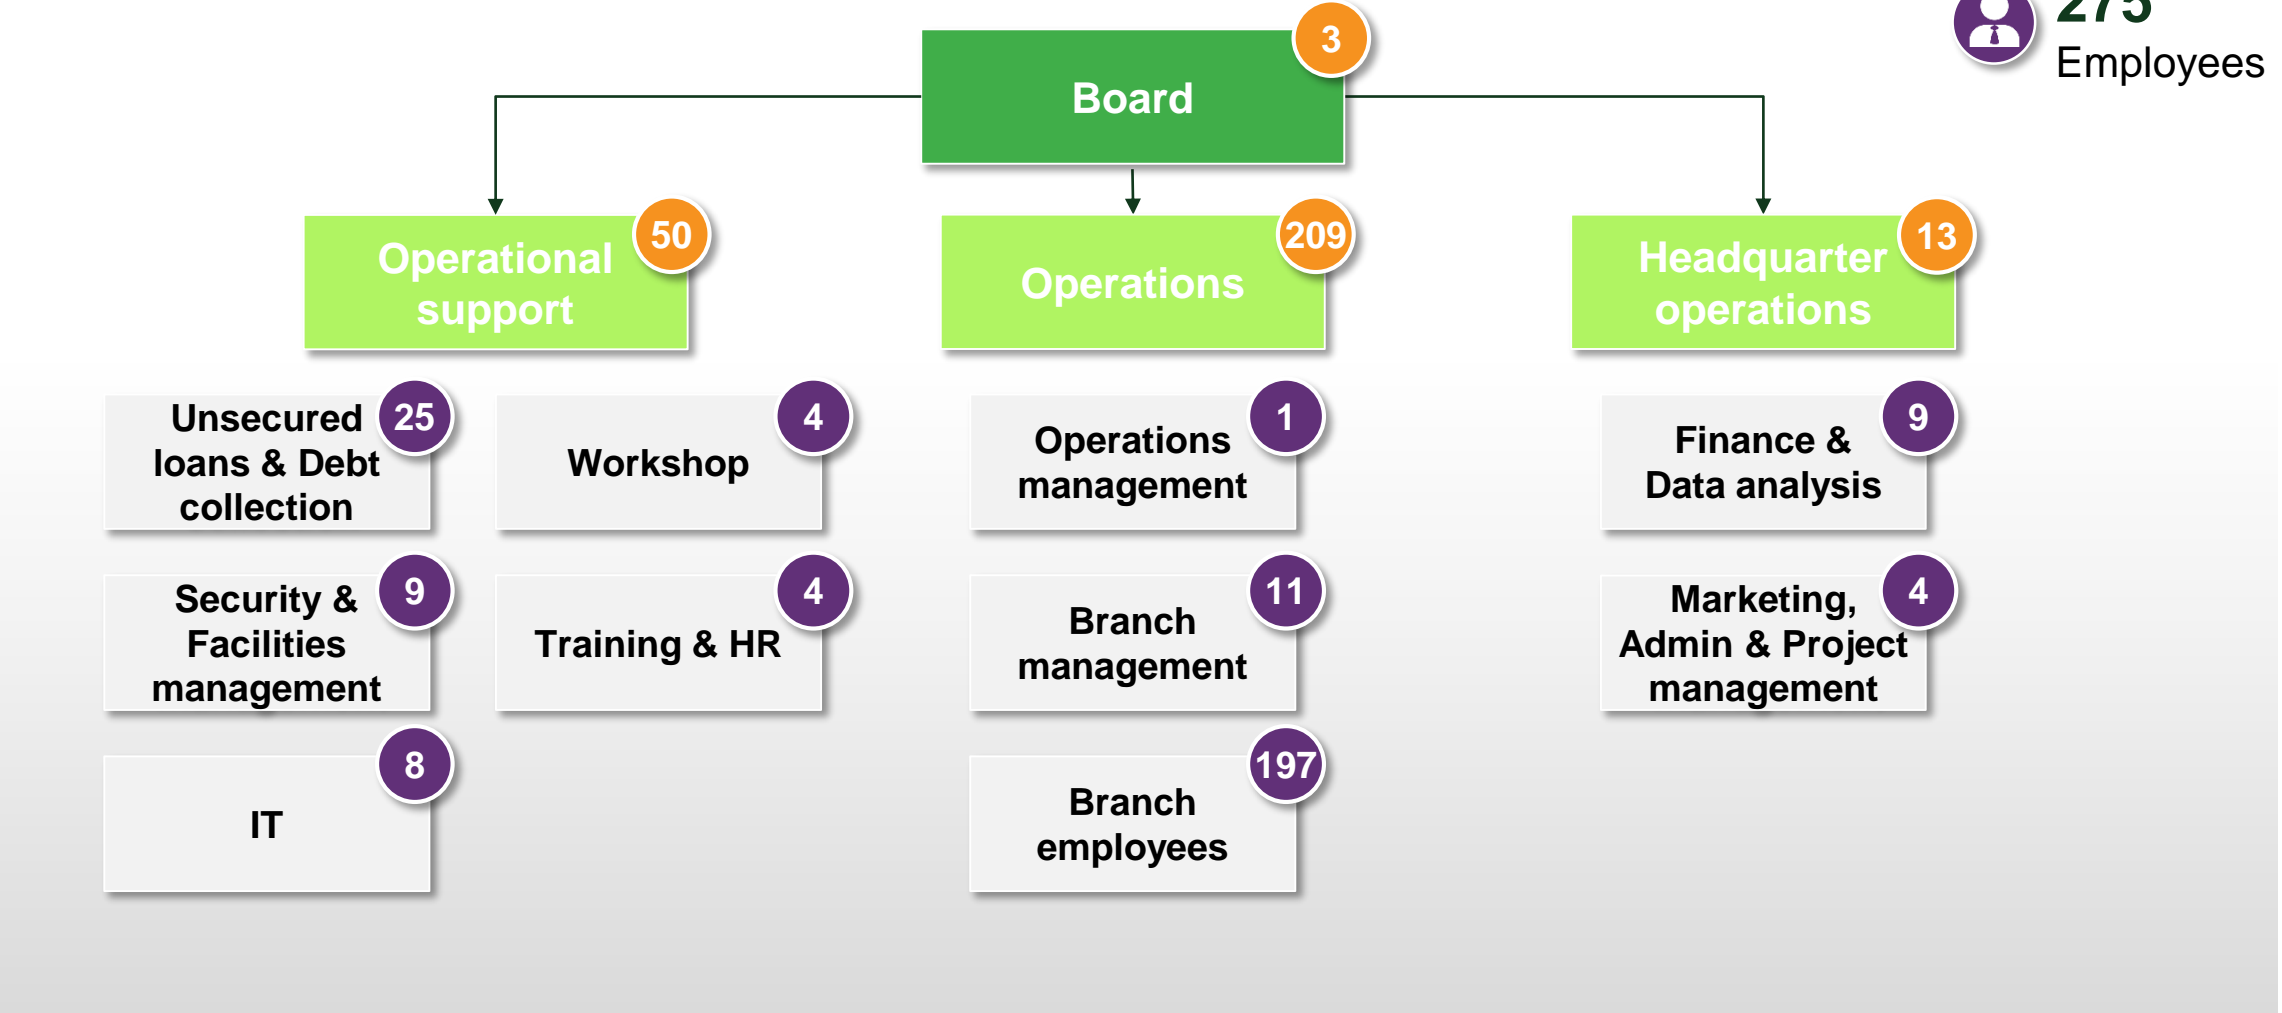 275
Employees
3
Board
50
Operational
support
209
Operations
13
Headquarter
operations
25
Unsecured
loans & Debt
collection
4
Workshop
1
Operations
management
9
Finance &
Data analysis
9
Security &
Facilities
management
4
Training & HR
11
Branch
management
4
Marketing,
Admin & Project
management
8
IT
197
Branch
employees